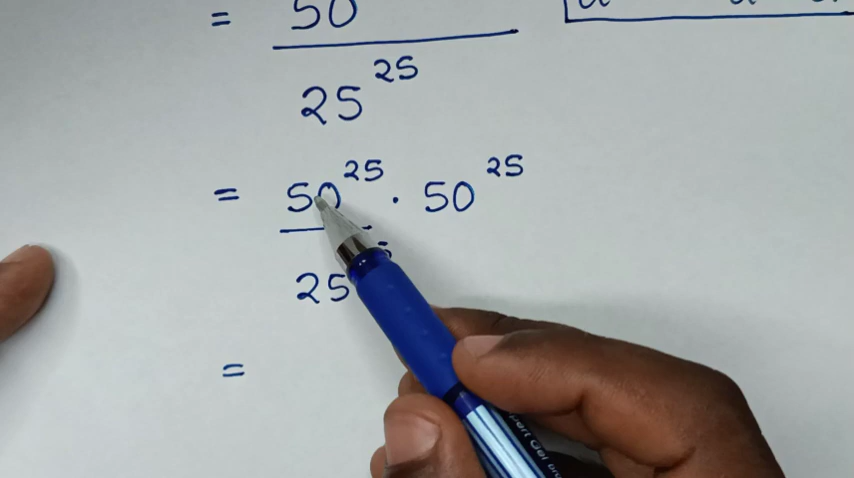 = 50
25^25
= 50^25 · 50^25
25
=